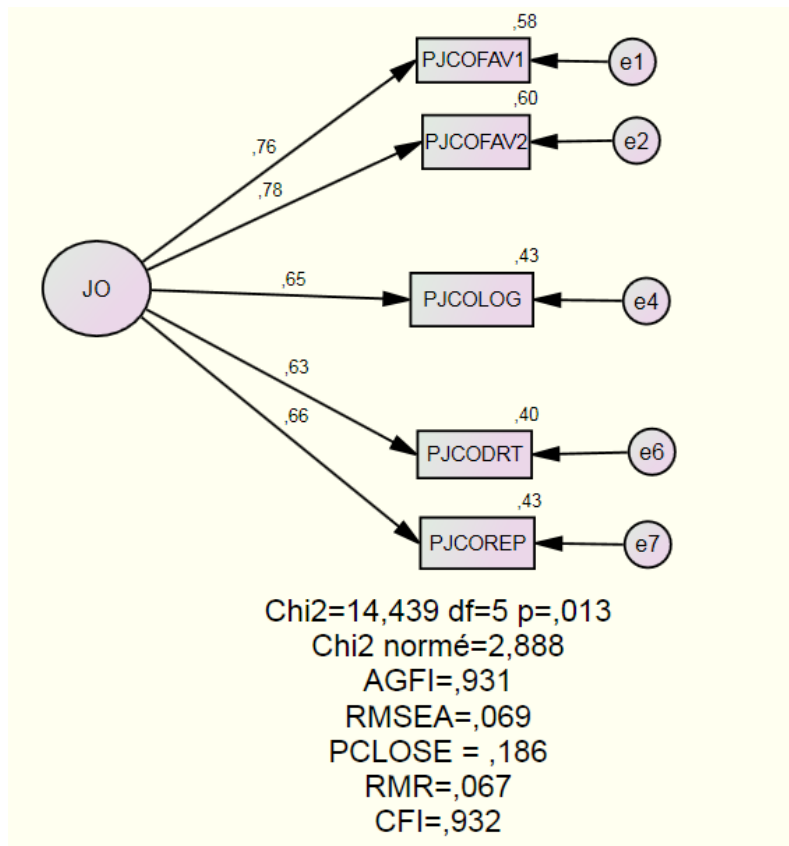 ,58
PJCOFAV1
e1
,60
,76
PJCOFAV2
e2
,78
,43
JO
,65
PJCOLOG
e4
,63
,40
,66
PJCODRT
e6
,43
PJCOREP
e7
Chi2=14,439 df=5 p=,013
Chi2 normé=2,888
AGFI=,931
RMSEA=,069
PCLOSE = ,186
RMR=,067
CFI=,932